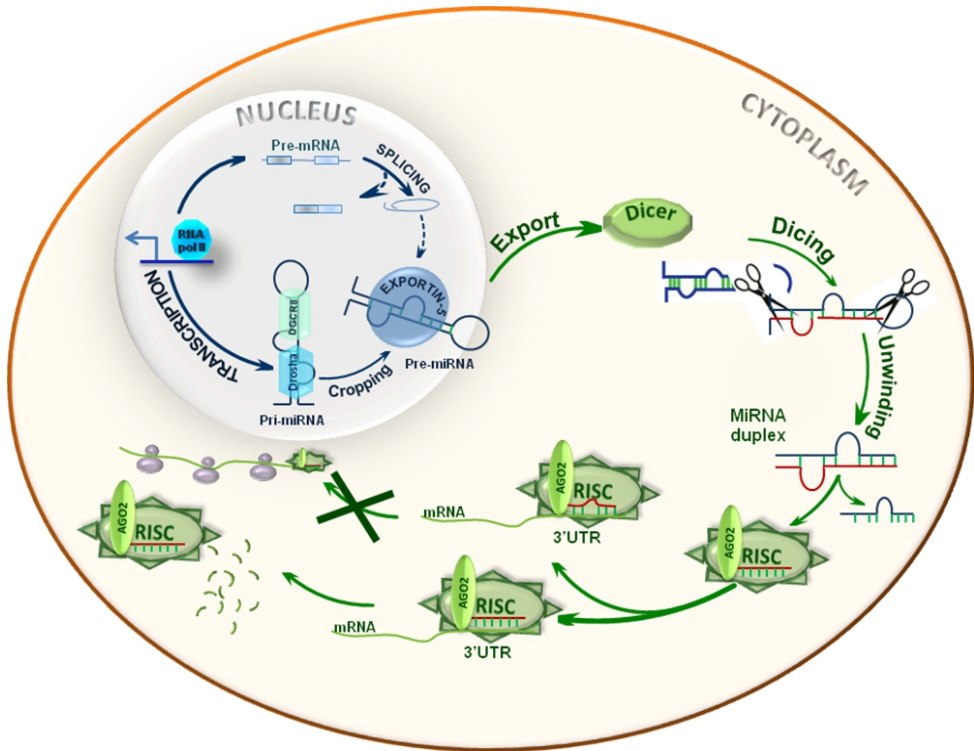 NUCLEUS
CYTOPLASM
Pre-mRNA
SPLICING
RNA
pol II
TRANSCRIPTION
DGCR8
Drosha
Pri-miRNA
Cropping
EXPORTIN-5
Pre-miRNA
Export
Dicer
Dicing
Unwinding
MiRNA
duplex
AGO2
RISC
mRNA
AGO2
RISC
3'UTR
AGO2
RISC
mRNA
AGO2
RISC
3'UTR